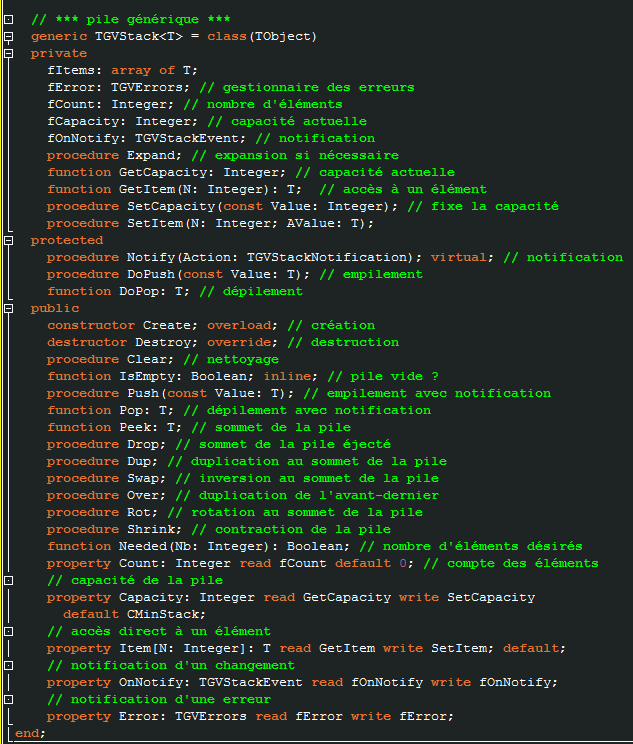 // *** pile générique ***
generic TGVStack<T> = class(TObject)
private
fItems: array of T;
fError: TGVErrors; // gestionnaire des erreurs
fCount: Integer; // nombre d'éléments
fCapacity: Integer; // capacité actuelle
fOnNotify: TGVStackEvent; // notification
procedure Expand; // expansion si nécessaire
function GetCapacity: Integer; // capacité actuelle
function GetItem(N: Integer): T;  // accès à un élément
procedure SetCapacity(const Value: Integer); // fixe la capacité
procedure SetItem(N: Integer; AValue: T);
protected
procedure Notify(Action: TGVStackNotification); virtual; // notification
procedure DoPush(const Value: T); // empilement
function DoPop: T; // dépilement
public
constructor Create; overload; // création
destructor Destroy; override; // destruction
procedure Clear; // nettoyage
function IsEmpty: Boolean; inline; // pile vide ?
procedure Push(const Value: T); // empilement avec notification
function Pop: T; // dépilement avec notification
function Peek: T; // sommet de la pile
procedure Drop; // sommet de la pile éjecté
procedure Dup; // duplication au sommet de la pile
procedure Swap; // inversion au sommet de la pile
procedure Over; // duplication de l'avant-dernier
procedure Rot; // rotation au sommet de la pile
procedure Shrink; // contraction de la pile
function Needed(Nb: Integer): Boolean; // nombre d'éléments désirés
property Count: Integer read fCount default 0; // compte des éléments
// capacité de la pile
property Capacity: Integer read GetCapacity write SetCapacity
default CMinStack;
// accès direct à un élément
property Item[N: Integer]: T read GetItem write SetItem; default;
// notification d'un changement
property OnNotify: TGVStackEvent read fOnNotify write fOnNotify;
// notification d'une erreur
property Error: TGVErrors read fError write fError;
end;